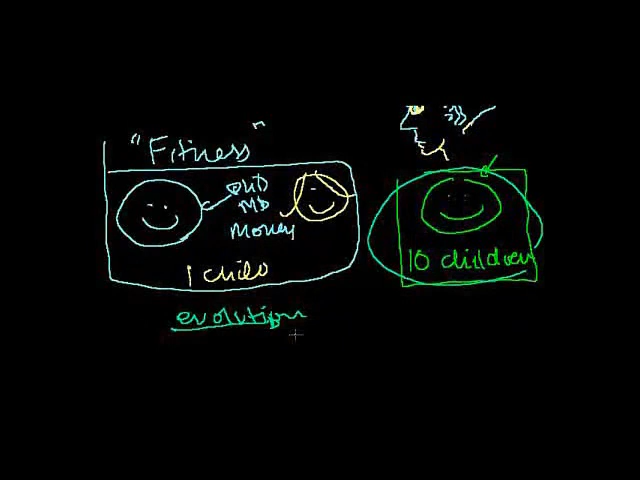 "Fitness"
PhD
MD
Money
1 child
10 children
evolution